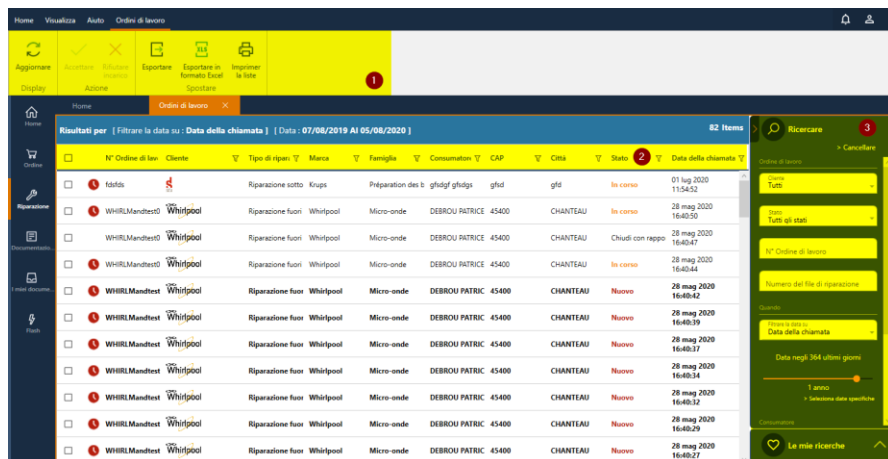 Home Visualizza Aiuto Ordini di lavoro
Aggiornare Accettare Rifiutare incarico Esportare Esportare in formato Excel Imprimer la liste
Display Azione Spostare
1
Home Ordini di lavoro ×
Home
Ordine
Riparazione
Documentazio...
I miei docume...
Flash
Risultati per [ Filtrare la data su : Data della chiamata ] [ Data : 07/08/2019 Al 05/08/2020 ] 82 Items
N° Ordine di lav Cliente Tipo di ripar Marca Famiglia Consumator CAP Città Stato 2 Data della chiamata
fdsfds Riparazione sotto Krups Préparation des b gfsdgf gfsdgs gfsd gfd In corso 01 lug 2020 11:54:52
WHIRLMandtest0 Whirlpool Riparazione fuori Whirlpool Micro-onde DEBROU PATRICE 45400 CHANTEAU In corso 28 mag 2020 16:40:50
WHIRLMandtest0 Whirlpool Riparazione fuori Whirlpool Micro-onde DEBROU PATRICE 45400 CHANTEAU Chiudi con rappo 28 mag 2020 16:40:47
WHIRLMandtest0 Whirlpool Riparazione fuori Whirlpool Micro-onde DEBROU PATRICE 45400 CHANTEAU In corso 28 mag 2020 16:40:44
WHIRLMandtest Whirlpool Riparazione fuor Whirlpool Micro-onde DEBROU PATRIC 45400 CHANTEAU Nuovo 28 mag 2020 16:40:42
WHIRLMandtest Whirlpool Riparazione fuor Whirlpool Micro-onde DEBROU PATRIC 45400 CHANTEAU Nuovo 28 mag 2020 16:40:39
WHIRLMandtest Whirlpool Riparazione fuor Whirlpool Micro-onde DEBROU PATRIC 45400 CHANTEAU Nuovo 28 mag 2020 16:40:37
WHIRLMandtest Whirlpool Riparazione fuor Whirlpool Micro-onde DEBROU PATRIC 45400 CHANTEAU Nuovo 28 mag 2020 16:40:34
WHIRLMandtest Whirlpool Riparazione fuor Whirlpool Micro-onde DEBROU PATRIC 45400 CHANTEAU Nuovo 28 mag 2020 16:40:32
WHIRLMandtest Whirlpool Riparazione fuor Whirlpool Micro-onde DEBROU PATRIC 45400 CHANTEAU Nuovo 28 mag 2020 16:40:29
WHIRLMandtest Whirlpool Riparazione fuor Whirlpool Micro-onde DEBROU PATRIC 45400 CHANTEAU Nuovo 28 mag 2020 16:40:27
Ricercare 3
> Cancellare
Ordine di lavoro
Cliente
Tutti
Stato
Tutti gli stati
N° Ordine di lavoro
Numero del file di riparazione
Quando
Filtrare la data su
Data della chiamata
Data negli 364 ultimi giorni
1 anno
> Seleziona date specifiche
Consumatore
Le mie ricerche